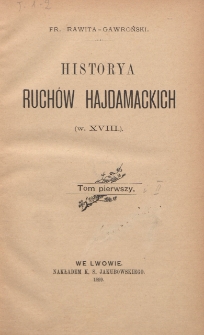 FR. RAWITA-GAWROŃSKI.
HISTORYA
RUCHÓW HAJDAMACKICH
(w. XVIII.).
Tom pierwszy.
WE LWOWIE.
NAKŁADEM K. S. JAKUBOWSKIEGO.